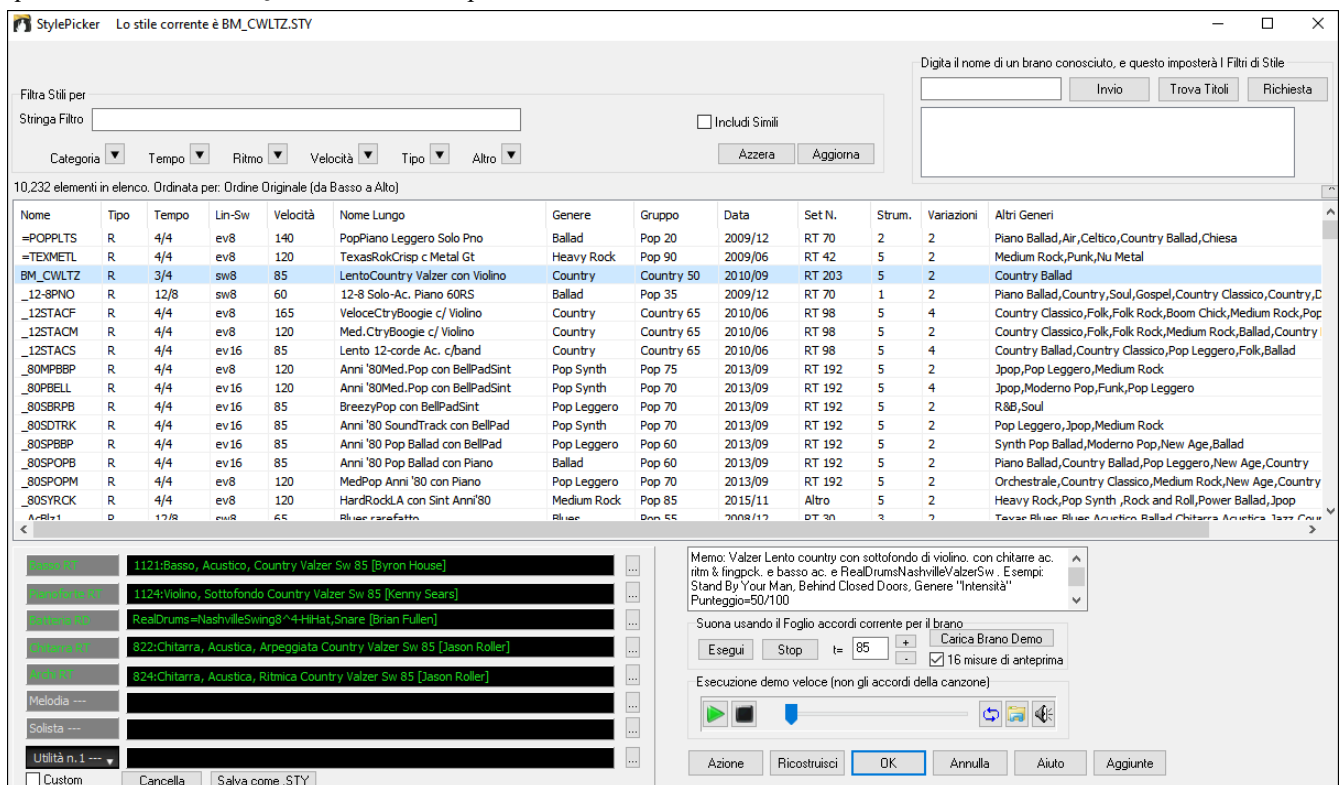 StylePicker Lo stile corrente è BM_CWLTZ.STY
Digita il nome di un brano conosciuto, e questo imposterà I Filtri di Stile
Invio Trova Titoli Richiesta
Filtra Stili per
Stringa Filtro
Includi Simili
Categoria Tempo Ritmo Velocità Tipo Altro Azzera Aggiorna
10,232 elementi in elenco. Ordinata per: Ordine Originale (da Basso a Alto)
Nome Tipo Tempo Lin-Sw Velocità Nome Lungo Genere Gruppo Data Set N. Strum. Variazioni Altri Generi
=POPPLTS R 4/4 ev8 140 PopPiano Leggero Solo Pno Ballad Pop 20 2009/12 RT 70 2 2 Piano Ballad,Air,Celtico,Country Ballad,Chiesa
=TEXMETL R 4/4 ev8 120 TexasRokCrisp c Metal Gt Heavy Rock Pop 90 2009/06 RT 42 5 2 Medium Rock,Punk,Nu Metal
BM_CWLTZ R 3/4 sw8 85 LentoCountry Valzer con Violino Country Country 50 2010/09 RT 203 5 2 Country Ballad
_12-8PNO R 12/8 sw8 60 12-8 Solo-Ac. Piano 60RS Ballad Pop 35 2009/12 RT 70 1 2 Piano Ballad,Country,Soul,Gospel,Country Classico,Country,D
_12STACF R 4/4 ev8 165 VeloceCtryBoogie c/ Violino Country Country 65 2010/06 RT 98 5 4 Country Classico,Folk,Folk Rock,Boom Chick,Medium Rock,Pop
_12STACM R 4/4 ev8 120 Med.CtryBoogie c/ Violino Country Country 65 2010/06 RT 98 5 2 Country Classico,Folk,Folk Rock,Medium Rock,Ballad,Country
_12STACS R 4/4 ev16 85 Lento 12-corde Ac. c/band Country Country 65 2010/06 RT 98 5 4 Country Ballad,Country Classico,Pop Leggero,Folk,Ballad
_80MPBBP R 4/4 ev8 120 Anni '80Med.Pop con BellPadSint Pop Synth Pop 75 2013/09 RT 192 5 2 Jpop,Pop Leggero,Medium Rock
_80PBELL R 4/4 ev16 120 Anni '80Med.Pop con BellPadSint Pop Synth Pop 70 2013/09 RT 192 5 4 Jpop,Moderno Pop,Funk,Pop Leggero
_80SBRPB R 4/4 ev16 85 BreezyPop con BellPadSint Pop Leggero Pop 70 2013/09 RT 192 5 2 R&B,Soul
_80SDTRK R 4/4 ev16 85 Anni '80 SoundTrack con BellPad Pop Synth Pop 70 2013/09 RT 192 5 2 Pop Leggero,Jpop,Medium Rock
_80SPBBP R 4/4 ev16 85 Anni '80 Pop Ballad con BellPad Pop Leggero Pop 60 2013/09 RT 192 5 2 Synth Pop Ballad,Moderno Pop,New Age,Ballad
_80SPOPB R 4/4 ev16 85 Anni '80 Pop Ballad con Piano Ballad Pop 60 2013/09 RT 192 5 2 Piano Ballad,Country Ballad,Pop Leggero,New Age,Country
_80SPOPM R 4/4 ev8 120 MedPop Anni '80 con Piano Pop Leggero Pop 70 2013/09 RT 192 5 2 Orchestrale,Country Classico,Medium Rock,New Age,Country
_80SYRCK R 4/4 ev8 120 HardRockLA con Sint Anni'80 Medium Rock Pop 85 2015/11 Altro 5 2 Heavy Rock,Pop Synth ,Rock and Roll,Power Ballad,Jpop
_AcBlz1 R 12/8 sw8 65 Blues rarefatto Blues Pop 55 2008/12 RT 30 3 2 Texas Blues,Blues Acustico,Ballad,Chitarra Acustica,Jazz,Cour
Basso RT 1121:Basso, Acustico, Country Valzer Sw 85 [Byron House] ...
Pianoforte RT 1124:Violino, Sottofondo Country Valzer Sw 85 [Kenny Sears] ...
Batteria RD RealDrums=NashvilleSwing8^4-HiHat,Snare [Brian Fullen] ...
Chitarra RT 822:Chitarra, Acustica, Arpeggiata Country Valzer Sw 85 [Jason Roller] ...
Archi RT 824:Chitarra, Acustica, Ritmica Country Valzer Sw 85 [Jason Roller] ...
Melodia --- ...
Solista --- ...
Utilità n.1 --- ...
Custom Cancella Salva come .STY
Memo: Valzer Lento country con sottofondo di violino. con chitarre ac.
ritm & fingpck. e basso ac. e RealDrumsNashvilleValzerSw . Esempi:
Stand By Your Man, Behind Closed Doors, Genere "Intensità"
Punteggio=50/100
Suona usando il Foglio accordi corrente per il brano
Esegui Stop t= 85 + - Carica Brano Demo
16 misure di anteprima
Esecuzione demo veloce (non gli accordi della canzone)
Azione Ricostruisci OK Annulla Aiuto Aggiunte